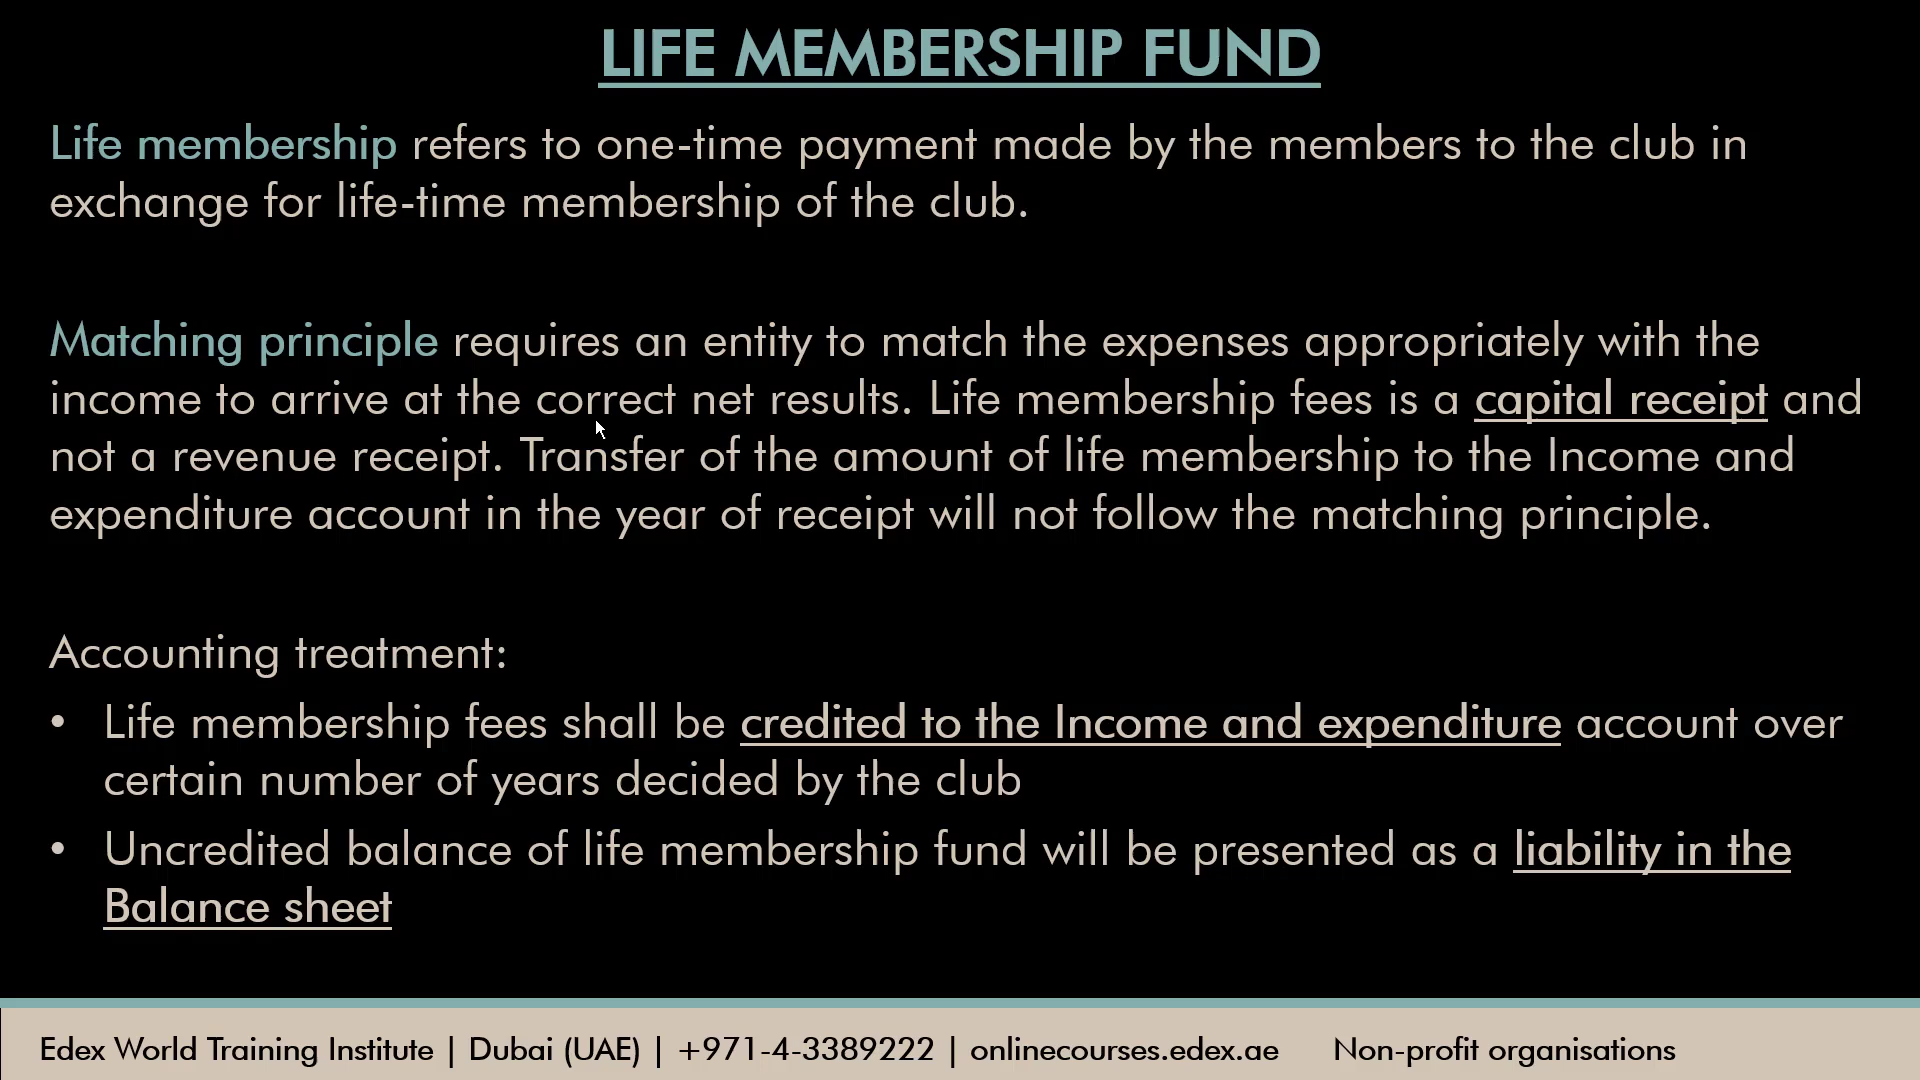 LIFE MEMBERSHIP FUND
Life membership refers to one-time payment made by the members to the club in
exchange for life-time membership of the club.
Matching principle requires an entity to match the expenses appropriately with the
income to arrive at the correct net results. Life membership fees is a capital receipt and
not a revenue receipt. Transfer of the amount of life membership to the Income and
expenditure account in the year of receipt will not follow the matching principle.
Accounting treatment:
• Life membership fees shall be credited to the Income and expenditure account over
certain number of years decided by the club
• Uncredited balance of life membership fund will be presented as a liability in the
Balance sheet
Edex World Training Institute | Dubai (UAE) | +971-4-3389222 | onlinecourses.edex.ae Non-profit organisations